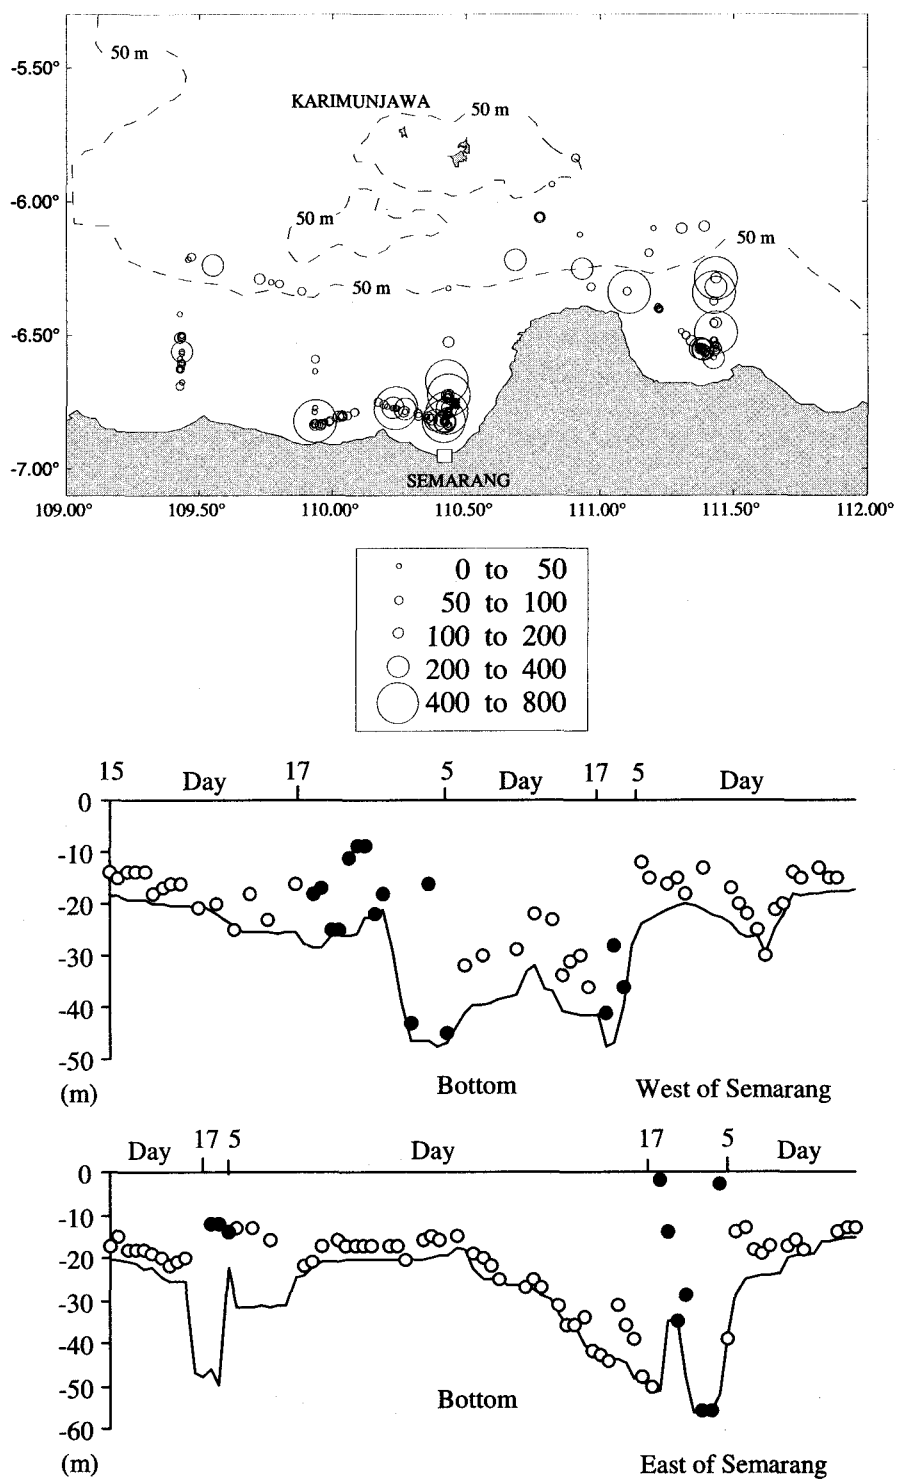 50 m
-5.50°
KARIMUNJAWA
50 m
-6.00°
50 m
50 m
50 m
-6.50°
-7.00°
SEMARANG
109.00° 109.50° 110.00° 110.50° 111.00° 111.50° 112.00°
0 to 50
50 to 100
100 to 200
200 to 400
400 to 800
15 Day 17 5 Day 17 5 Day
0
-10
-20
-30
-40
-50
(m)
Bottom
West of Semarang
Day 17 5 Day 17 5 Day
0
-10
-20
-30
-40
-50
-60
(m)
Bottom
East of Semarang